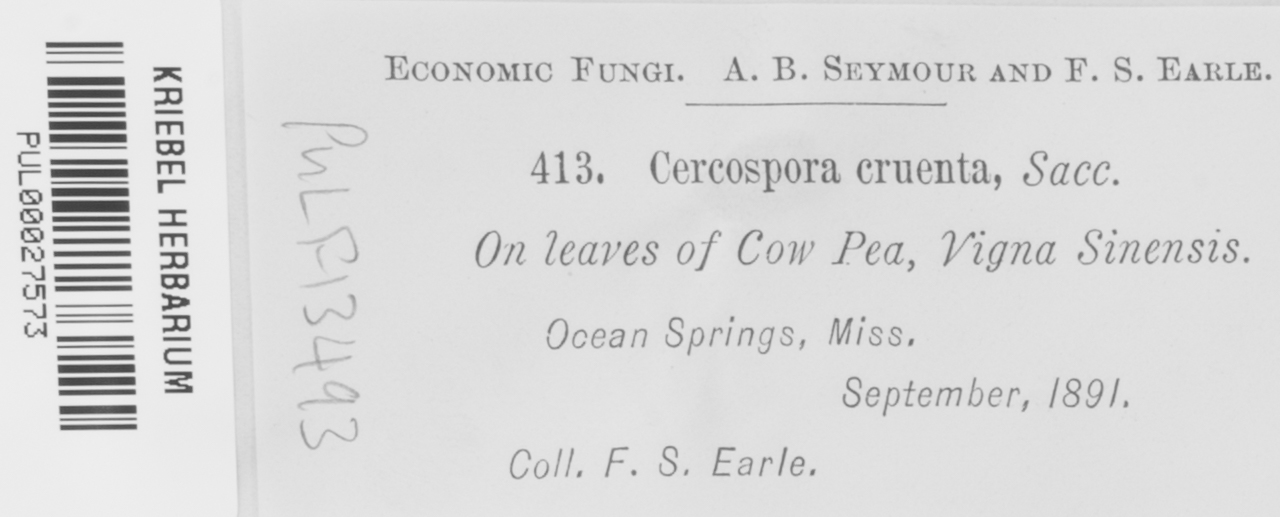 KRIEBEL HERBARIUM
PUL00027573
PUL F13493
ECONOMIC FUNGI. A. B. SEYMOUR AND F. S. EARLE.
413. Cercospora cruenta, Sacc.
On leaves of Cow Pea, Vigna Sinensis.
Ocean Springs, Miss.
September, 1891.
Coll. F. S. Earle.